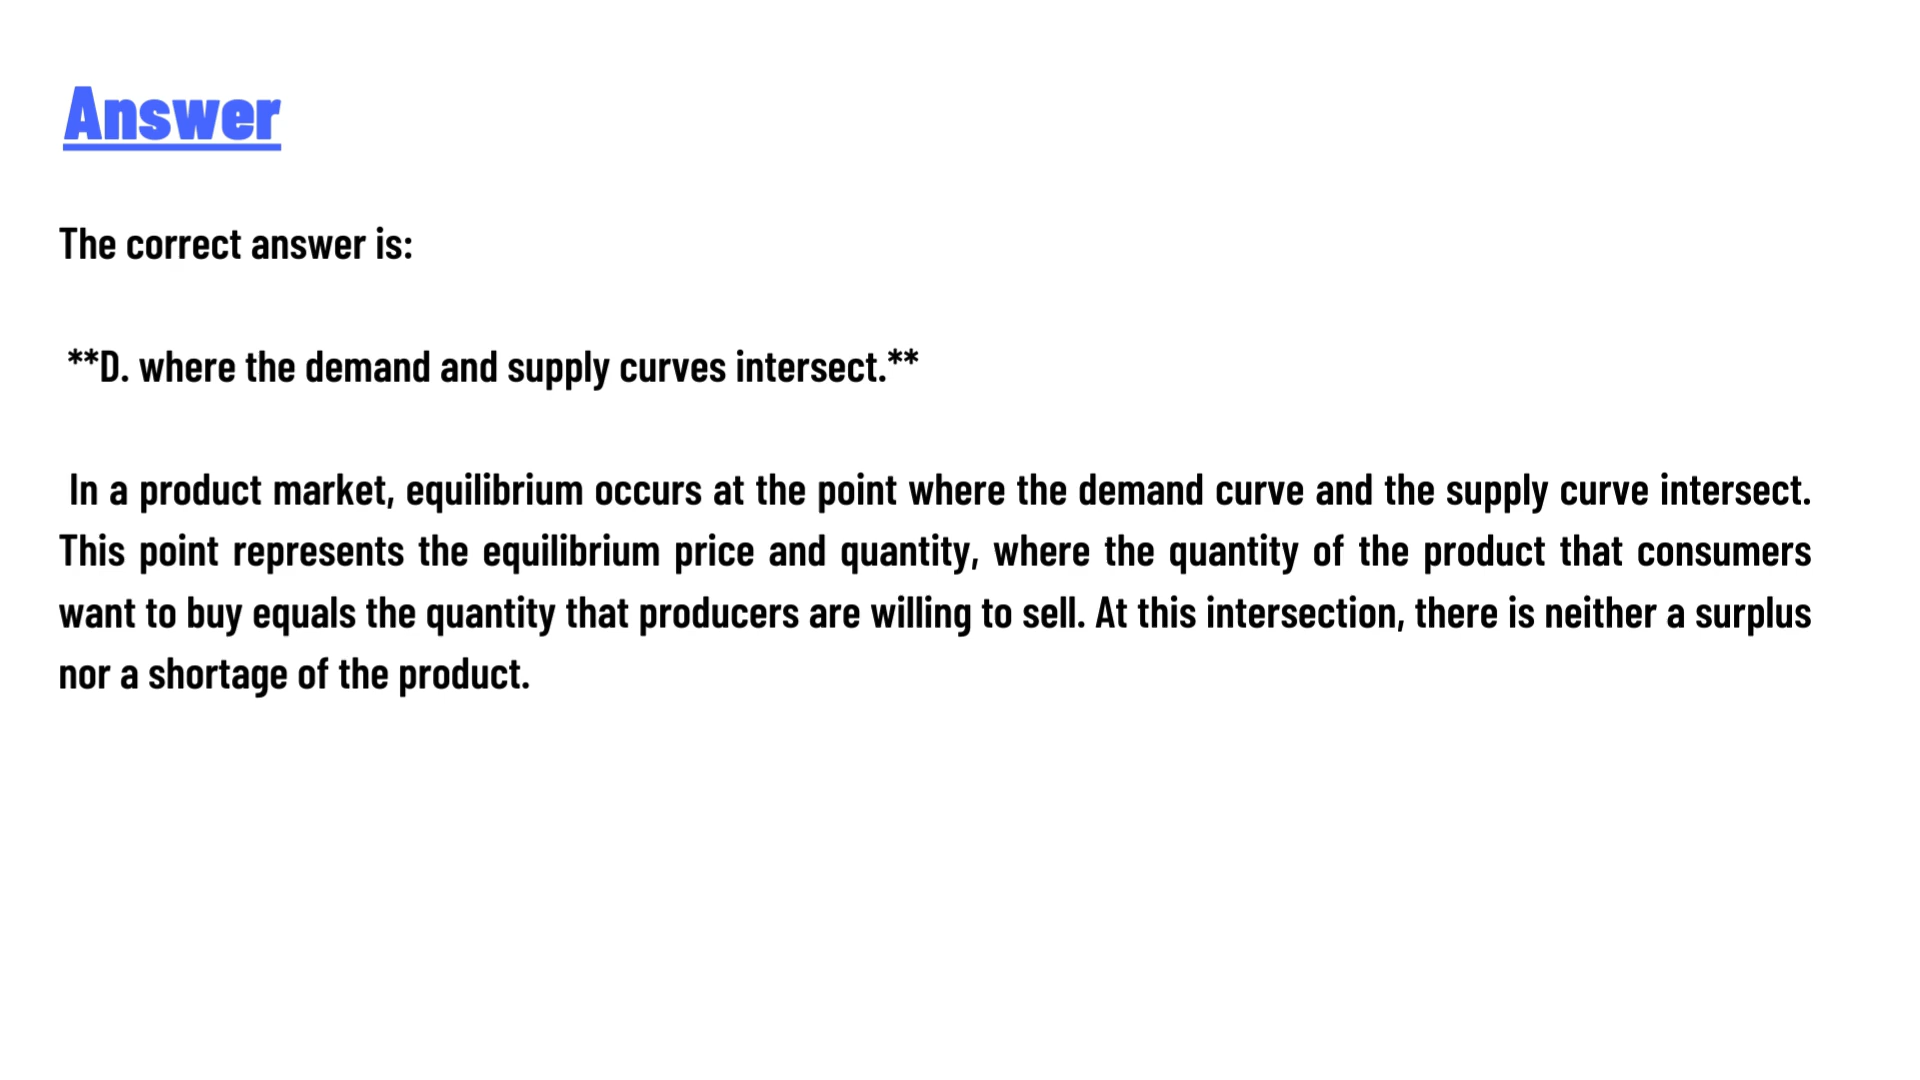 Answer
The correct answer is:
**D. where the demand and supply curves intersect.**
In a product market, equilibrium occurs at the point where the demand curve and the supply curve intersect.
This point represents the equilibrium price and quantity, where the quantity of the product that consumers
want to buy equals the quantity that producers are willing to sell. At this intersection, there is neither a surplus
nor a shortage of the product.